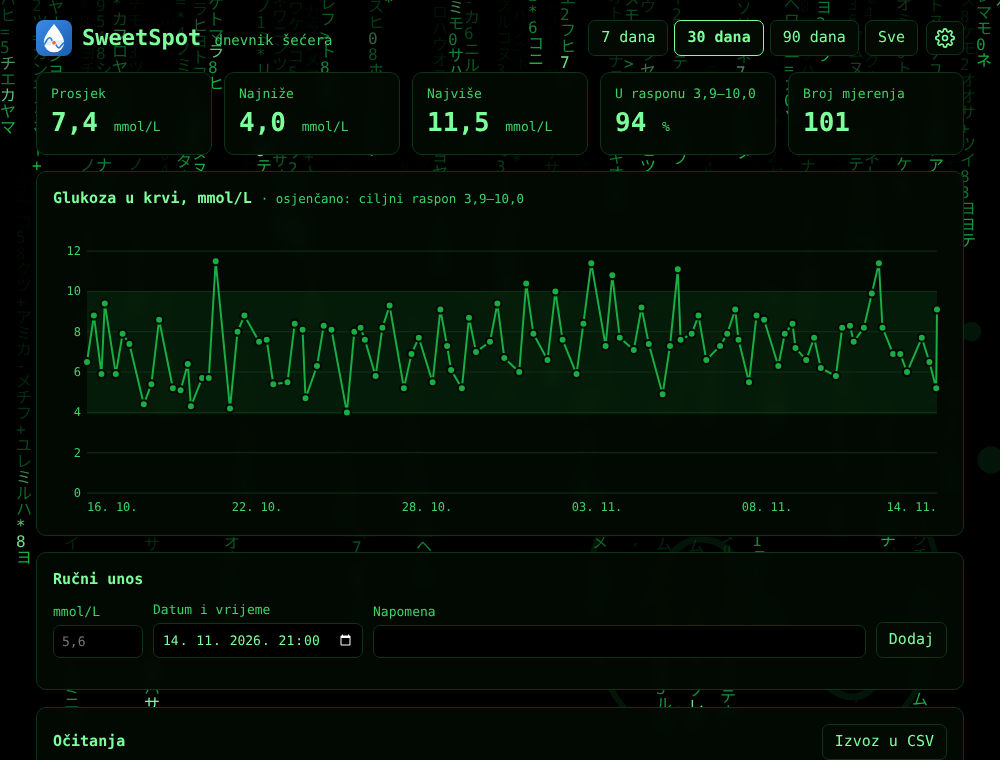 SweetSpot dnevnik šećera
7 dana
30 dana
90 dana
Sve
Prosjek
7,4 mmol/L
Najniže
4,0 mmol/L
Najviše
11,5 mmol/L
U rasponu 3,9–10,0
94 %
Broj mjerenja
101
Glukoza u krvi, mmol/L · osjenčano: ciljni raspon 3,9–10,0
12
10
8
6
4
2
0
16. 10.
22. 10.
28. 10.
03. 11.
08. 11.
14. 11.
Ručni unos
mmol/L
Datum i vrijeme
Napomena
5,6
14. 11. 2026. 21:00
Dodaj
Očitanja
Izvoz u CSV